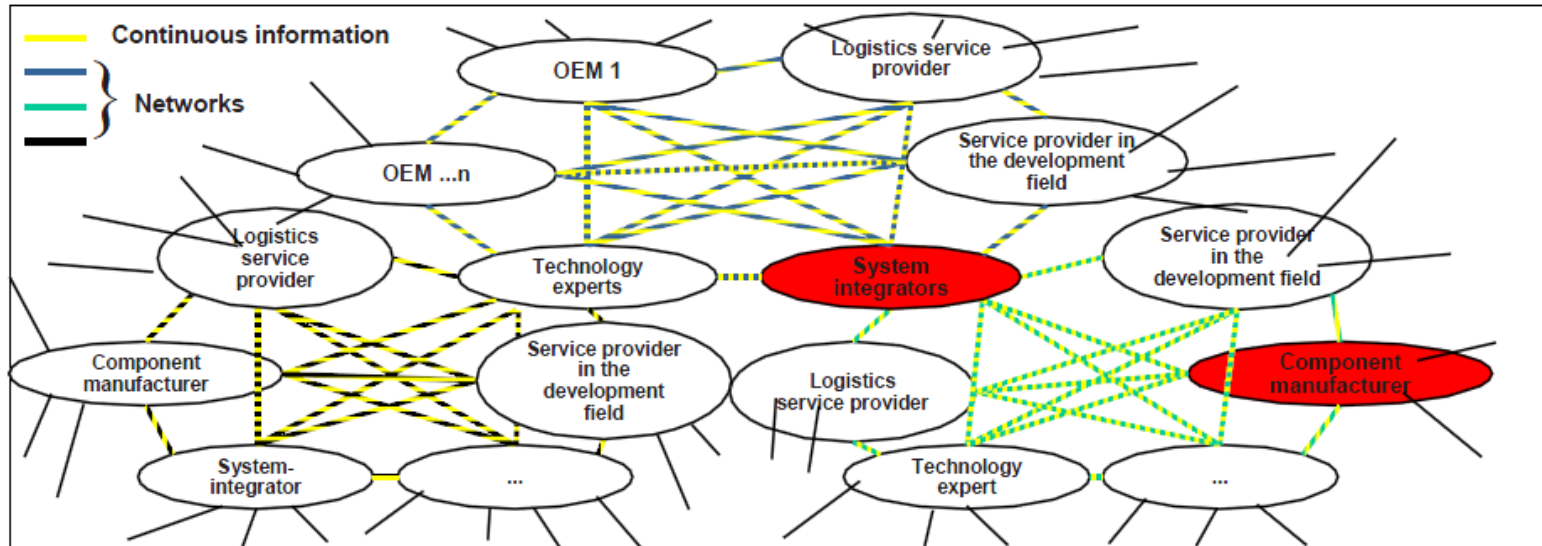 Continuous information
Networks
OEM 1
Logistics service
provider
OEM ...n
Service provider in
the development
field
Logistics
service
provider
Technology
experts
System
integrators
Service provider
in the
development field
Component
manufacturer
Service provider
in the
development
field
Logistics
service provider
Component
manufacturer
System-
integrator
...
Technology
expert
...